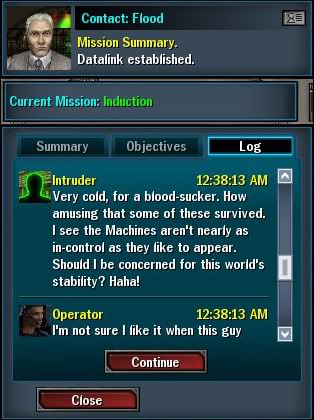 Contact: Flood
Mission Summary.
Datalink established.
Current Mission: Induction
Summary
Objectives
Log
Intruder 12:38:13 AM
Very cold, for a blood-sucker. How
amusing that some of these survived.
I see the Machines aren't nearly as
in-control as they like to appear.
Should I be concerned for this world's
stability? Haha!
Operator 12:38:13 AM
I'm not sure I like it when this guy
Continue
Close